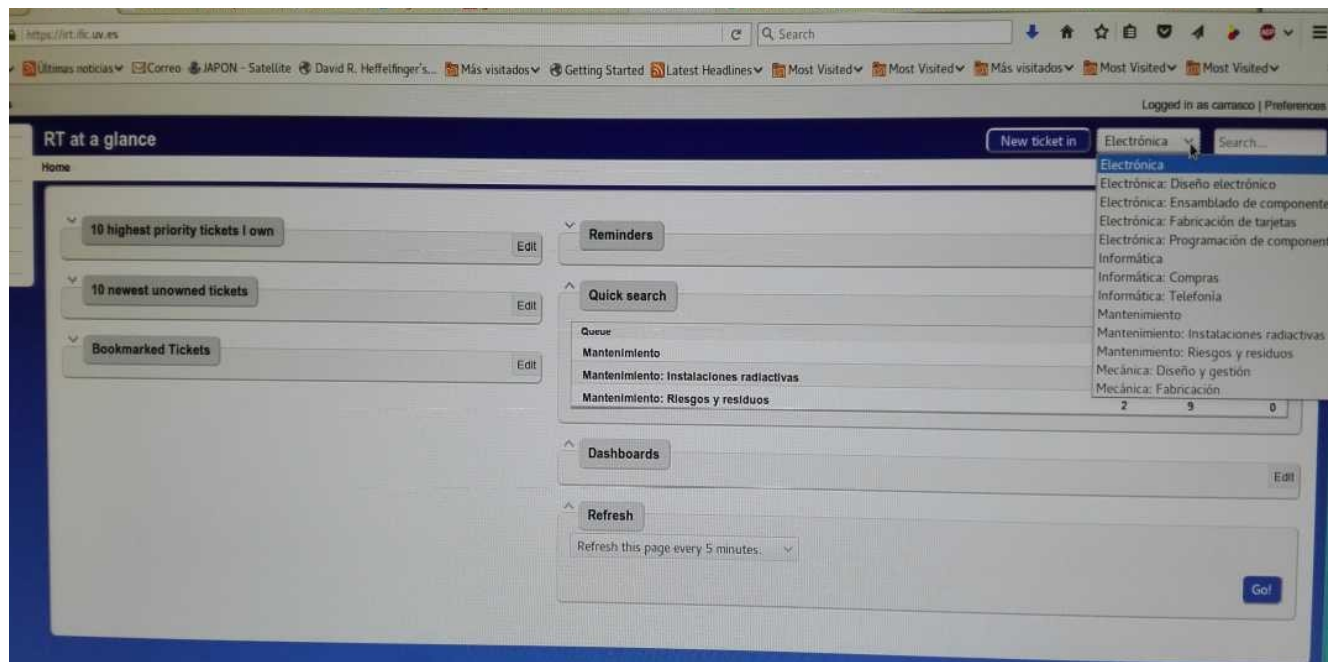 https://irt.ific.uv.es Search
Últimas noticias Correo JAPON - Satellite David R. Heffelfinger's... Más visitados Getting Started Latest Headlines Most Visited Most Visited Más visitados Most Visited Most Visited
Logged in as carrasco | Preferences
RT at a glance New ticket in Electrónica Search...
Home
Electrónica
Electrónica: Diseño electrónico
Electrónica: Ensamblado de componente
Electrónica: Fabricación de tarjetas
Electrónica: Programación de component
Informática
Informática: Compras
Informática: Telefonía
Mantenimiento
Mantenimiento: Instalaciones radiactivas
Mantenimiento: Riesgos y residuos
Mecánica: Diseño y gestión
Mecánica: Fabricación
10 highest priority tickets I own
Edit
10 newest unowned tickets
Edit
Bookmarked Tickets
Edit
Reminders
Quick search
Queue
Mantenimiento
Mantenimiento: Instalaciones radiactivas
Mantenimiento: Riesgos y residuos 2 9 0
Dashboards
Edit
Refresh
Refresh this page every 5 minutes.
Go!